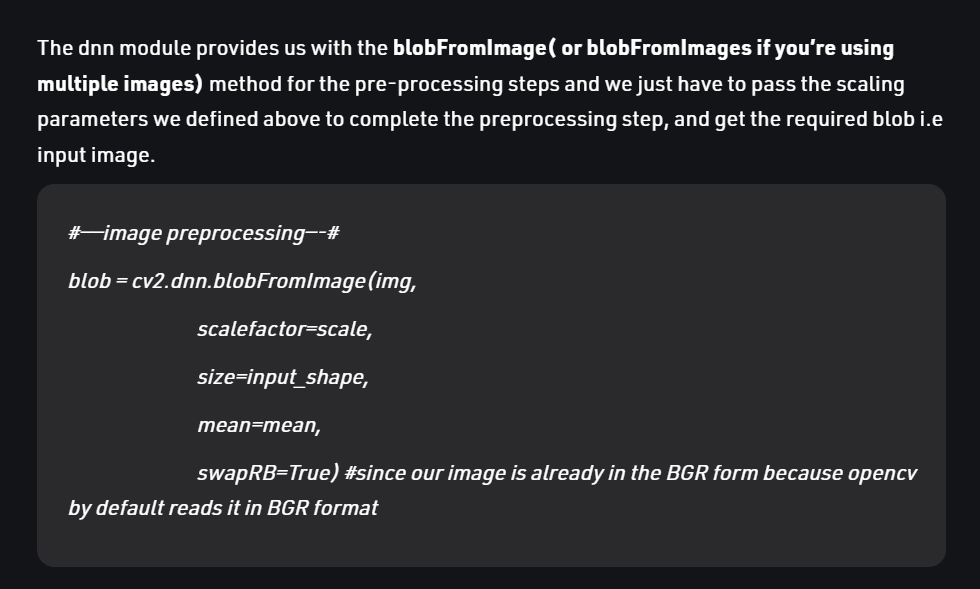 The dnn module provides us with the blobFromImage( or blobFromImages if you’re using
multiple images) method for the pre-processing steps and we just have to pass the scaling
parameters we defined above to complete the preprocessing step, and get the required blob i.e
input image.
#—–image preprocessing—-#
blob = cv2.dnn.blobFromImage(img,
scalefactor=scale,
size=input_shape,
mean=mean,
swapRB=True) #since our image is already in the BGR form because opencv
by default reads it in BGR format